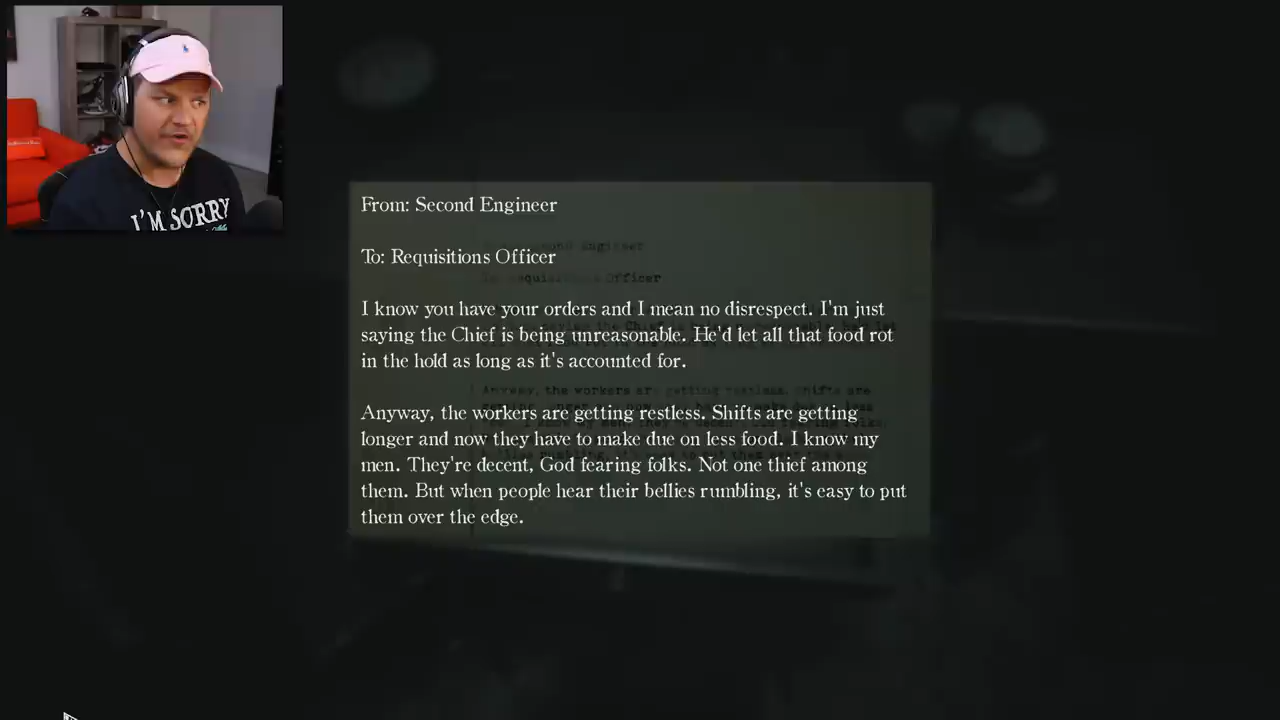 I'M SORRY
From: Second Engineer
To: Requisitions Officer
I know you have your orders and I mean no disrespect. I'm just
saying the Chief is being unreasonable. He'd let all that food rot
in the hold as long as it's accounted for.
Anyway, the workers are getting restless. Shifts are getting
longer and now they have to make due on less food. I know my
men. They're decent, God fearing folks. Not one thief among
them. But when people hear their bellies rumbling, it's easy to put
them over the edge.